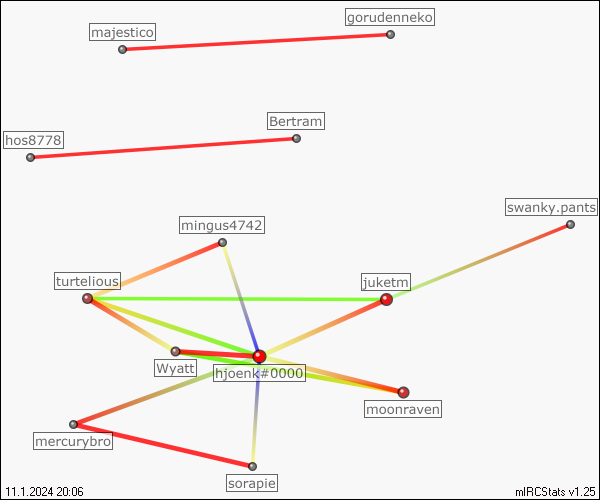 gorudenneko
majestico
Bertram
hos8778
swanky.pants
mingus4742
turtelious
juketm
Wyatt
hjoenk#0000
moonraven
mercurybro
sorapie
11.1.2024 20:06
mIRCStats v1.25